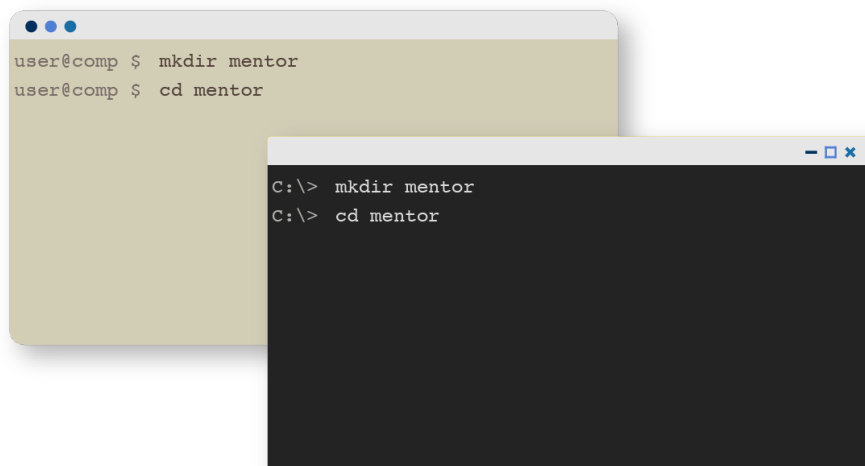 user@comp $ mkdir mentor
user@comp $ cd mentor
C:\> mkdir mentor
C:\> cd mentor